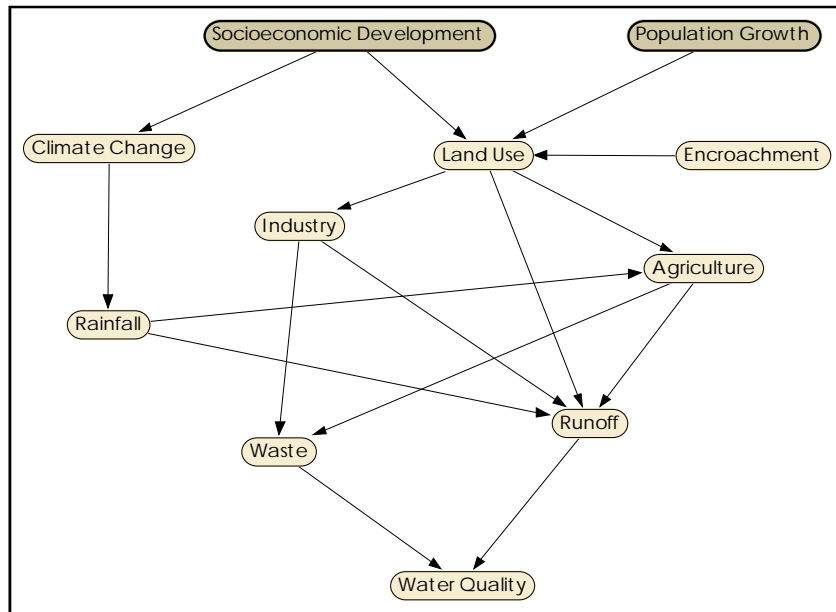 Socioeconomic Development
Population Growth
Climate Change
Land Use
Encroachment
Industry
Agriculture
Rainfall
Runoff
Waste
Water Quality